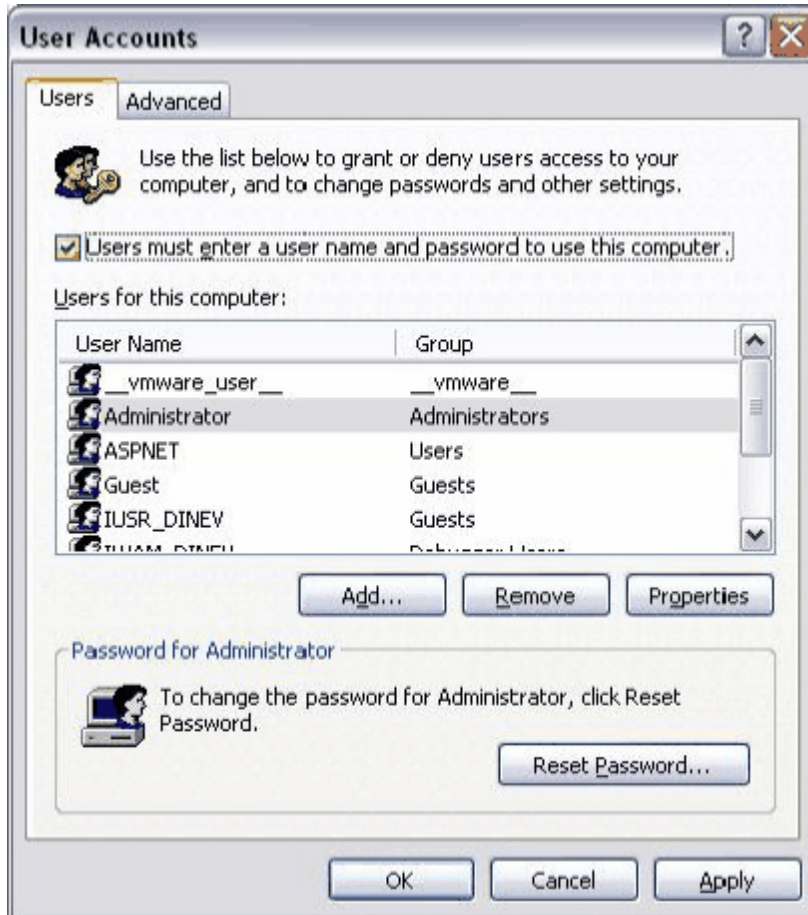 User Accounts
Users Advanced
Use the list below to grant or deny users access to your
computer, and to change passwords and other settings.
Users must enter a user name and password to use this computer.
Users for this computer:
User Name Group
__vmware_user__ __vmware__
Administrator Administrators
ASPNET Users
Guest Guests
IUSR_DINEV Guests
Add... Remove Properties
Password for Administrator
To change the password for Administrator, click Reset
Password.
Reset Password...
OK Cancel Apply